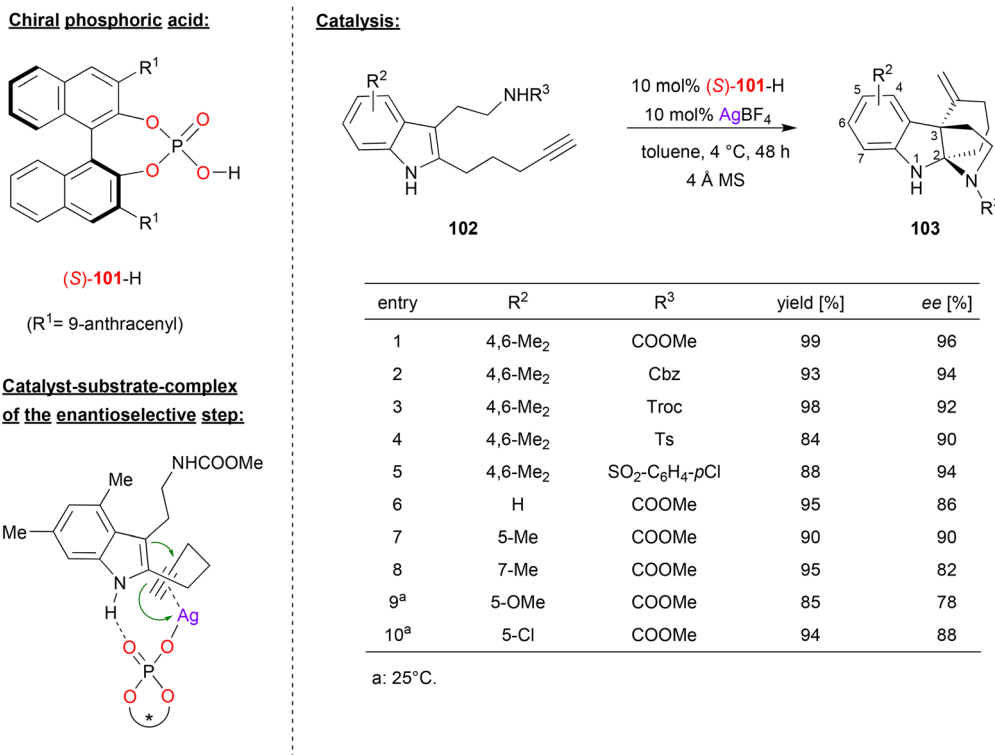 Chiral phosphoric acid:
R¹
O
O
P
O
O–H
R¹
(S)-101-H
(R¹= 9-anthracenyl)
Catalyst-substrate-complex
of the enantioselective step:
NHCOOMe
Me
Me
N
H
Ag
O
O
P
O
O
*
Catalysis:
R²
NHR³
N
H
102
10 mol% (S)-101-H
10 mol% AgBF₄
toluene, 4 °C, 48 h
4 Å MS
R²
5
4
6
3
7
1
2
NH
N
R³
103
entry R² R³ yield [%] ee [%]
1 4,6-Me₂ COOMe 99 96
2 4,6-Me₂ Cbz 93 94
3 4,6-Me₂ Troc 98 92
4 4,6-Me₂ Ts 84 90
5 4,6-Me₂ SO₂-C₆H₄-pCl 88 94
6 H COOMe 95 86
7 5-Me COOMe 90 90
8 7-Me COOMe 95 82
9ᵃ 5-OMe COOMe 85 78
10ᵃ 5-Cl COOMe 94 88
a: 25°C.